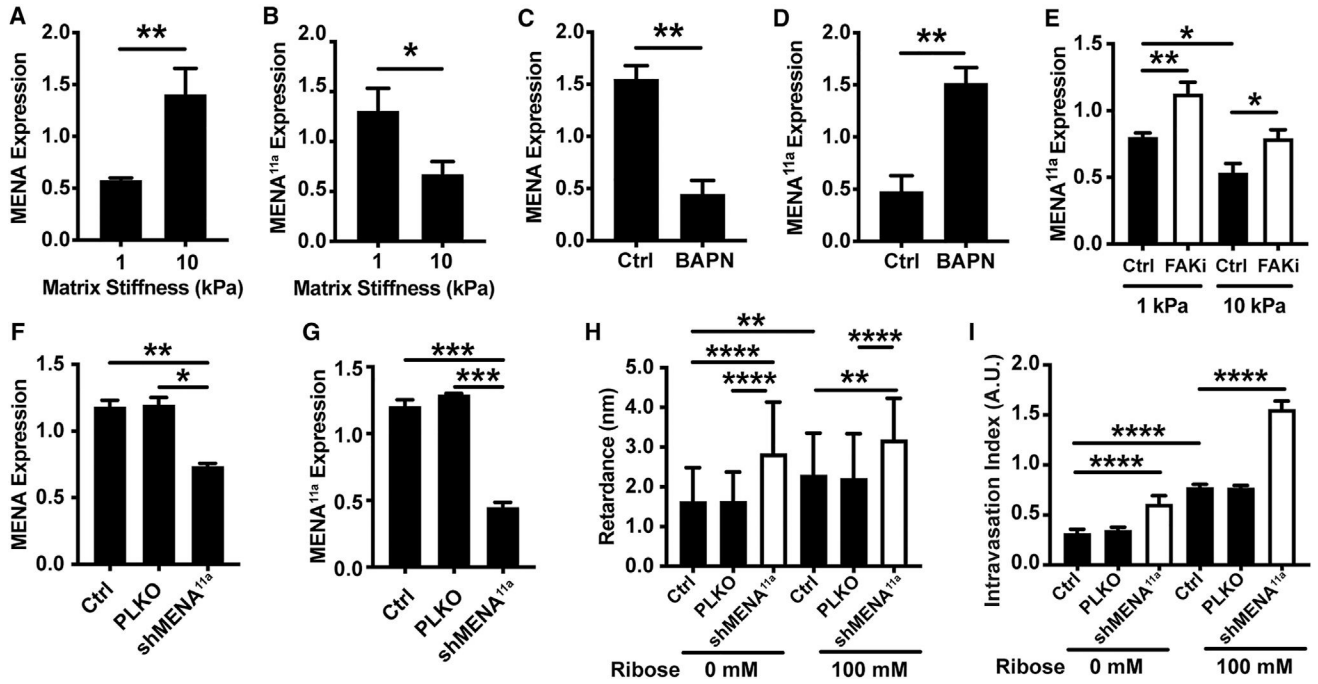 A
MENA Expression
2.0
1.5
1.0
0.5
0.0
**
1
10
Matrix Stiffness (kPa)
B
MENA11a Expression
2.0
1.5
1.0
0.5
0.0
*
1
10
Matrix Stiffness (kPa)
C
MENA Expression
2.0
1.5
1.0
0.5
0.0
**
Ctrl
BAPN
D
MENA11a Expression
2.0
1.5
1.0
0.5
0.0
**
Ctrl
BAPN
E
MENA11a Expression
1.5
1.0
0.5
0.0
*
**
*
Ctrl
FAKi
Ctrl
FAKi
1 kPa
10 kPa
F
MENA Expression
1.5
1.0
0.5
0.0
**
*
Ctrl
PLKO
shMENA11a
G
MENA11a Expression
1.5
1.0
0.5
0.0
***
***
Ctrl
PLKO
shMENA11a
H
Retardance (nm)
5.0
4.0
3.0
2.0
1.0
0.0
**
****
****
****
**
Ctrl
PLKO
shMENA11a
Ctrl
PLKO
shMENA11a
Ribose
0 mM
100 mM
I
Intravasation Index (A.U.)
2.0
1.5
1.0
0.5
0.0
****
****
****
Ctrl
PLKO
shMENA11a
Ctrl
PLKO
shMENA11a
Ribose
0 mM
100 mM